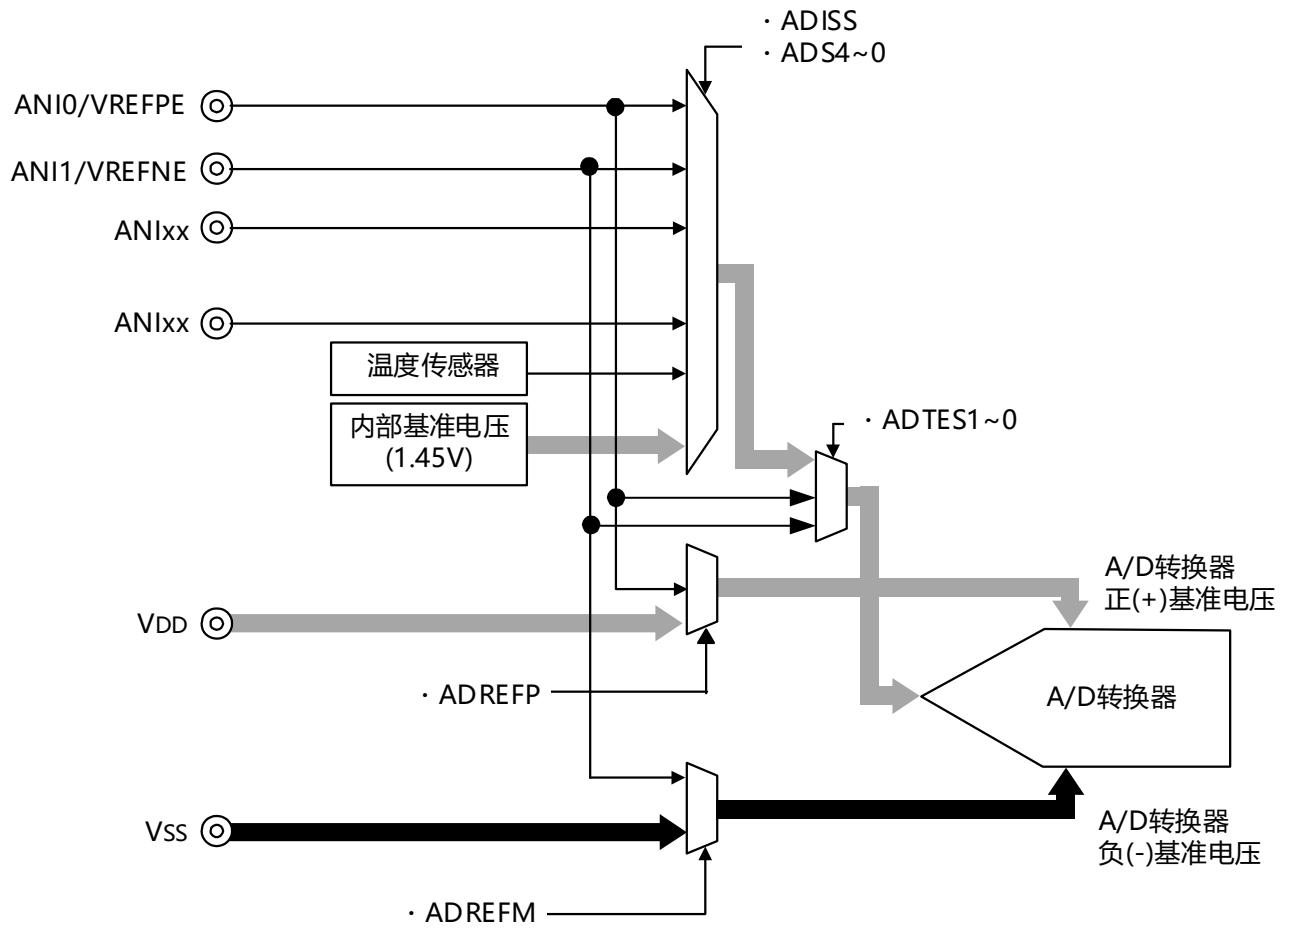 · ADISS
· ADS4~0
ANI0/VREFPE
ANI1/VREFNE
ANIxx
ANIxx
温度传感器
内部基准电压
(1.45V)
· ADTES1~0
A/D转换器
正(+)基准电压
VDD
· ADREFP
A/D转换器
VSS
A/D转换器
负(-)基准电压
· ADREFM